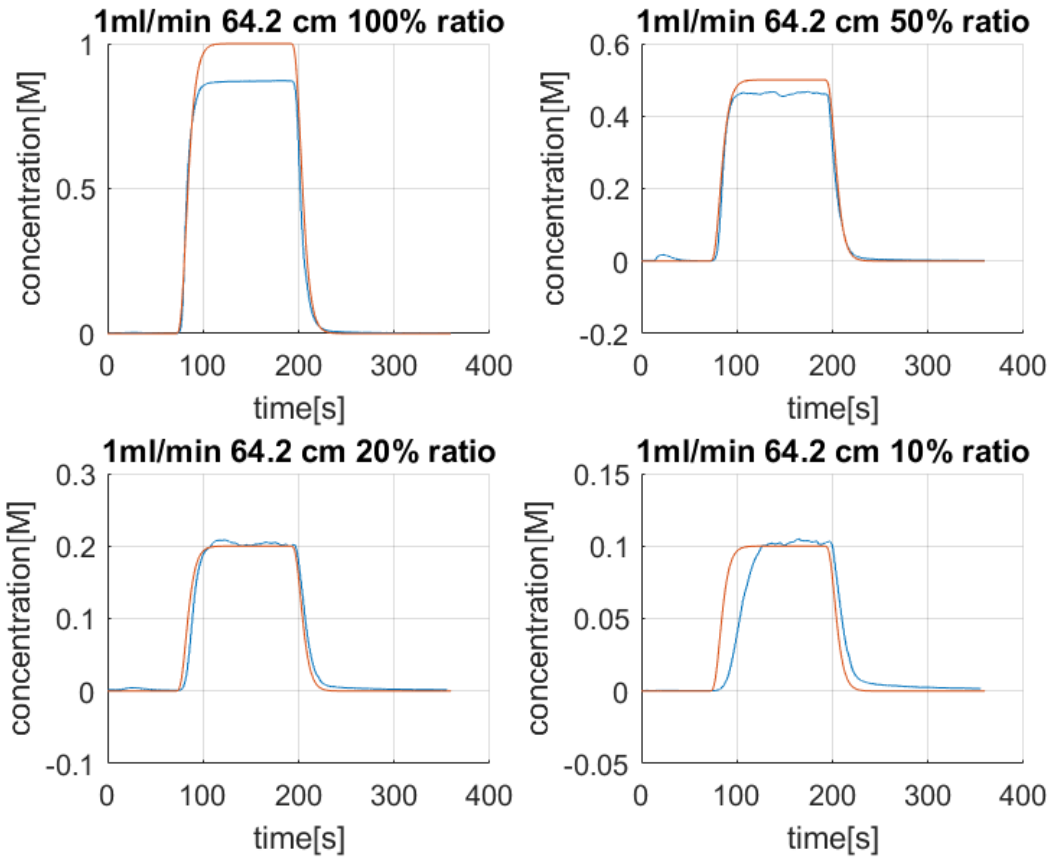 1ml/min 64.2 cm 100% ratio
concentration[M]
1
0.5
0
0 100 200 300 400
time[s]
1ml/min 64.2 cm 50% ratio
concentration[M]
0.6
0.4
0.2
0
-0.2
0 100 200 300 400
time[s]
1ml/min 64.2 cm 20% ratio
concentration[M]
0.3
0.2
0.1
0
-0.1
0 100 200 300 400
time[s]
1ml/min 64.2 cm 10% ratio
concentration[M]
0.15
0.1
0.05
0
-0.05
0 100 200 300 400
time[s]